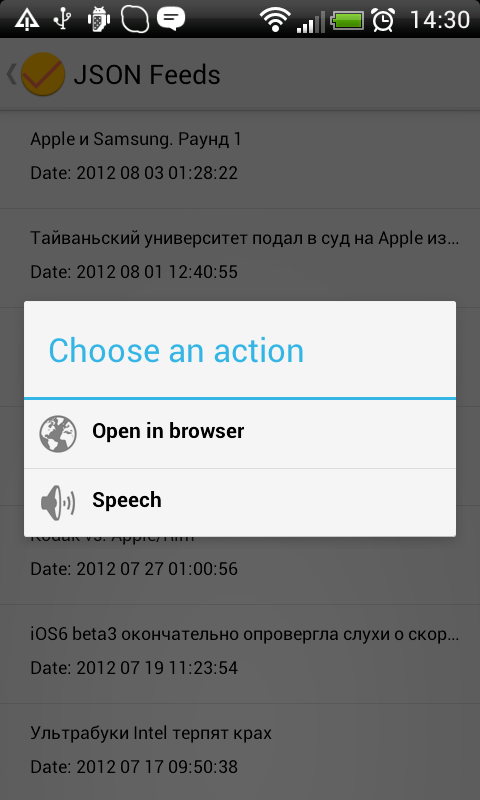 14:30
JSON Feeds
Apple и Samsung. Раунд 1
Date: 2012 08 03 01:28:22
Тайваньский университет подал в суд на Apple из...
Date: 2012 08 01 12:40:55
Choose an action
Open in browser
Speech
Kodak vs. Apple/Rim
Date: 2012 07 27 01:00:56
iOS6 beta3 окончательно опровергла слухи о скор...
Date: 2012 07 19 11:23:54
Ультрабуки Intel терпят крах
Date: 2012 07 17 09:50:38